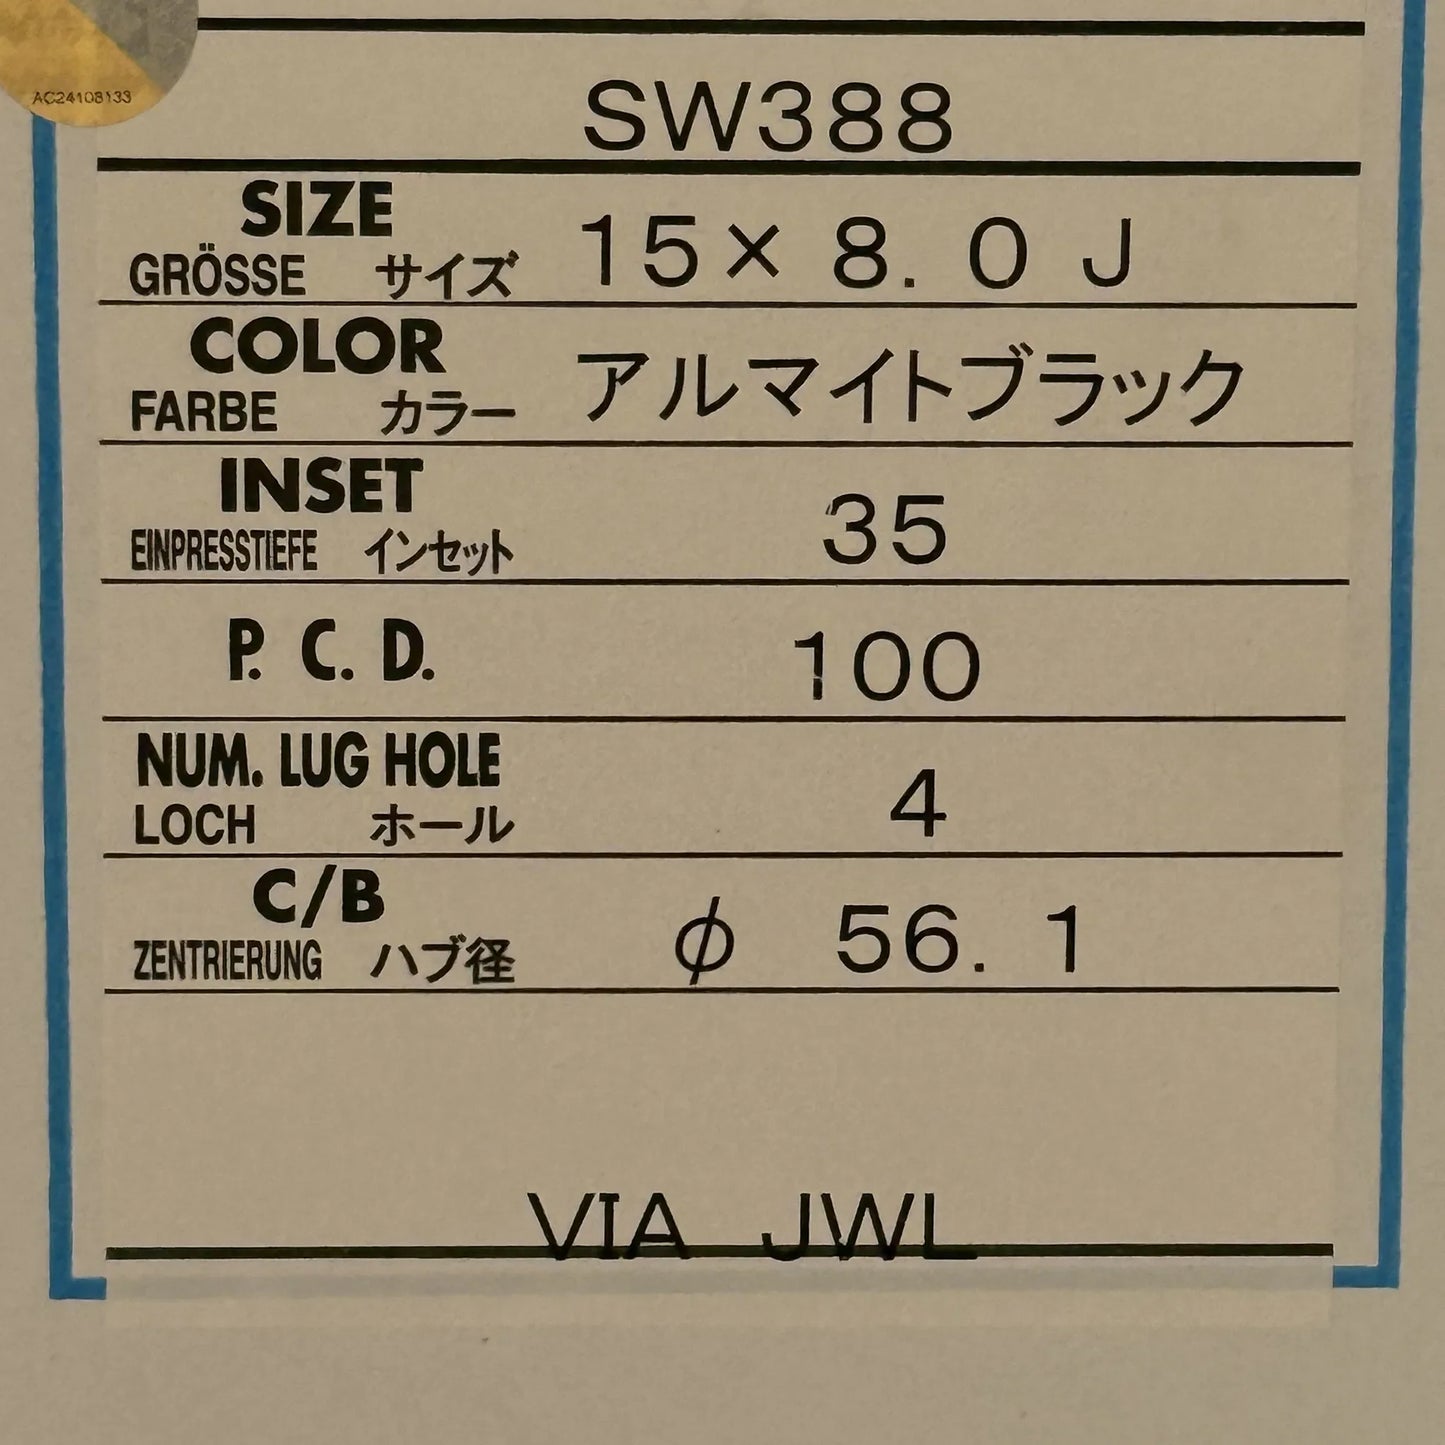 AC24108133
SW388
SIZE
GRÖSSE サイズ 15× 8. 0 J
COLOR
FARBE カラー アルマイトブラック
INSET
EINPRESSTIEFE インセット 35
P. C. D. 100
NUM. LUG HOLE
LOCH ホール 4
C/B
ZENTRIERUNG ハブ径 φ 56. 1
VIA JWL